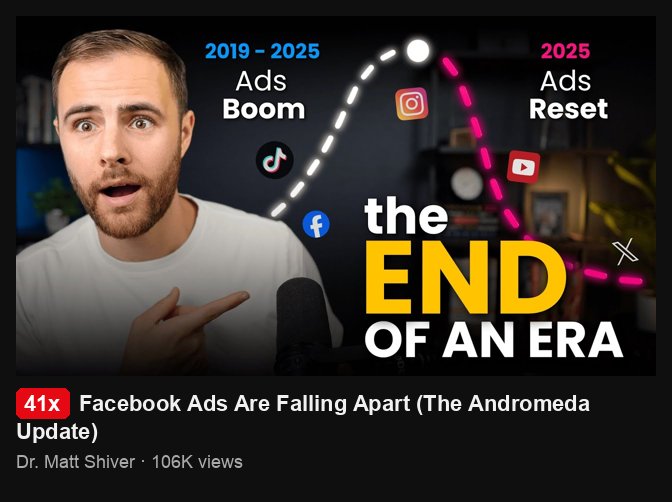 2019 - 2025
Ads
Boom
2025
Ads
Reset
the
END
OF AN ERA
41x Facebook Ads Are Falling Apart (The Andromeda
Update)
Dr. Matt Shiver · 106K views